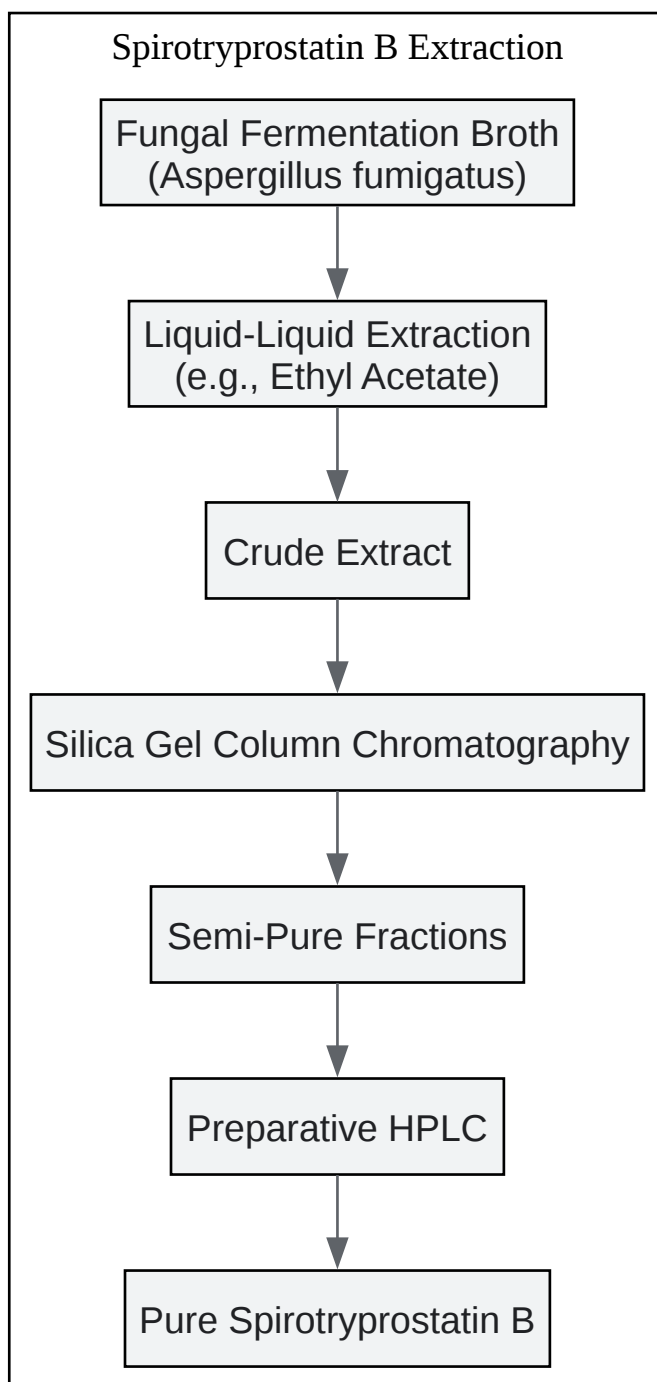 Spirotryprostatin B Extraction
Fungal Fermentation Broth
(Aspergillus fumigatus)
Liquid-Liquid Extraction
(e.g., Ethyl Acetate)
Crude Extract
Silica Gel Column Chromatography
Semi-Pure Fractions
Preparative HPLC
Pure Spirotryprostatin B